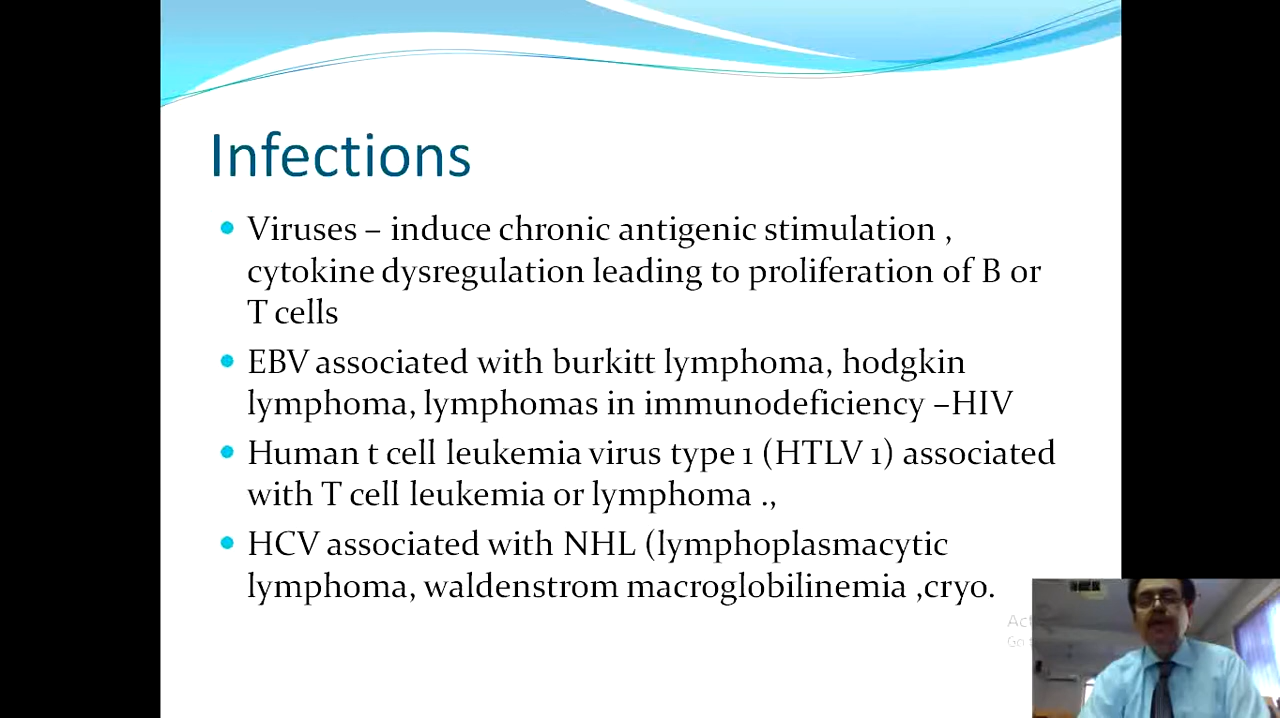 Infections
Viruses – induce chronic antigenic stimulation ,
cytokine dysregulation leading to proliferation of B or
T cells
EBV associated with burkitt lymphoma, hodgkin
lymphoma, lymphomas in immunodeficiency –HIV
Human t cell leukemia virus type 1 (HTLV 1) associated
with T cell leukemia or lymphoma .,
HCV associated with NHL (lymphoplasmacytic
lymphoma, waldenstrom macroglobilinemia ,cryo.